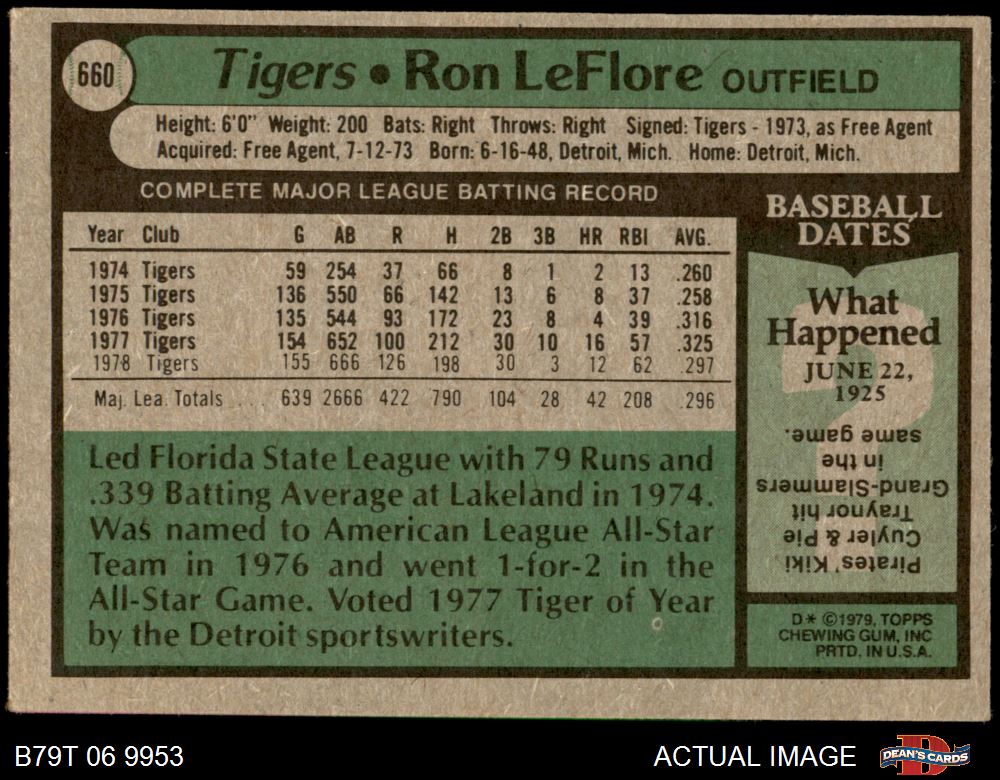 660
Tigers • Ron LeFlore OUTFIELD
Height: 6'0" Weight: 200 Bats: Right Throws: Right Signed: Tigers - 1973, as Free Agent
Acquired: Free Agent, 7-12-73 Born: 6-16-48, Detroit, Mich. Home: Detroit, Mich.
COMPLETE MAJOR LEAGUE BATTING RECORD
Year Club G AB R H 2B 3B HR RBI AVG.
1974 Tigers 59 254 37 66 8 1 2 13 .260
1975 Tigers 136 550 66 142 13 6 8 37 .258
1976 Tigers 135 544 93 172 23 8 4 39 .316
1977 Tigers 154 652 100 212 30 10 16 57 .325
1978 Tigers 155 666 126 198 30 3 12 62 .297
Maj. Lea. Totals . . . 639 2666 422 790 104 28 42 208 .296
Led Florida State League with 79 Runs and
.339 Batting Average at Lakeland in 1974.
Was named to American League All-Star
Team in 1976 and went 1-for-2 in the
All-Star Game. Voted 1977 Tiger of Year
by the Detroit sportswriters.
BASEBALL
DATES
What
Happened
JUNE 22,
1925
Pirates' Kiki
Cuyler & Pie
Traynor hit
Grand-Slammers
in the
same game.
D* ©1979, TOPPS
CHEWING GUM, INC
PRTD. IN U.S.A.
B79T 06 9953
ACTUAL IMAGE
D
DEAN'S CARDS